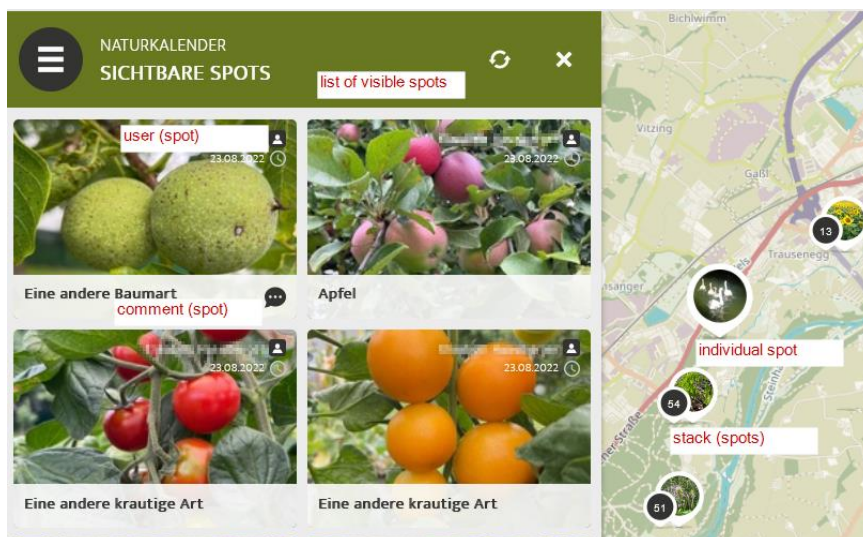 NATURKALENDER
SICHTBARE SPOTS
list of visible spots
user (spot)
23.08.2022
23.08.2022
Eine andere Baumart
Apfel
comment (spot)
23.08.2022
23.08.2022
Eine andere krautige Art
Eine andere krautige Art
Bichlwimm
Vitzing
Gaßl
13
Trausenegg
individual spot
54
stack (spots)
51